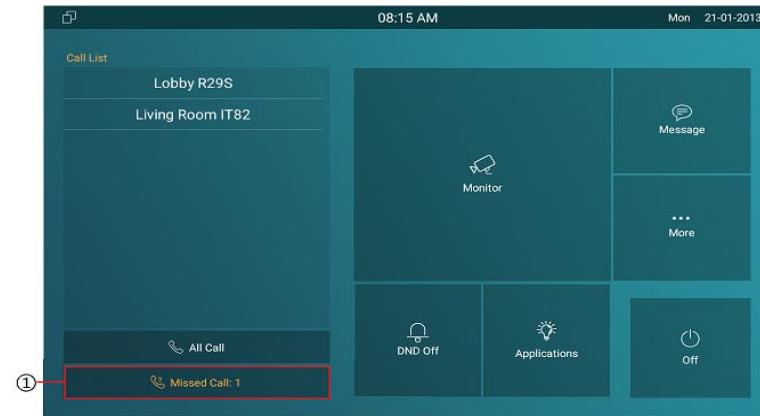 08:15 AM
Mon 21-01-2013
Call List
Lobby R29S
Living Room IT82
All Call
Missed Call: 1
Monitor
Message
More
DND Off
Applications
Off
①